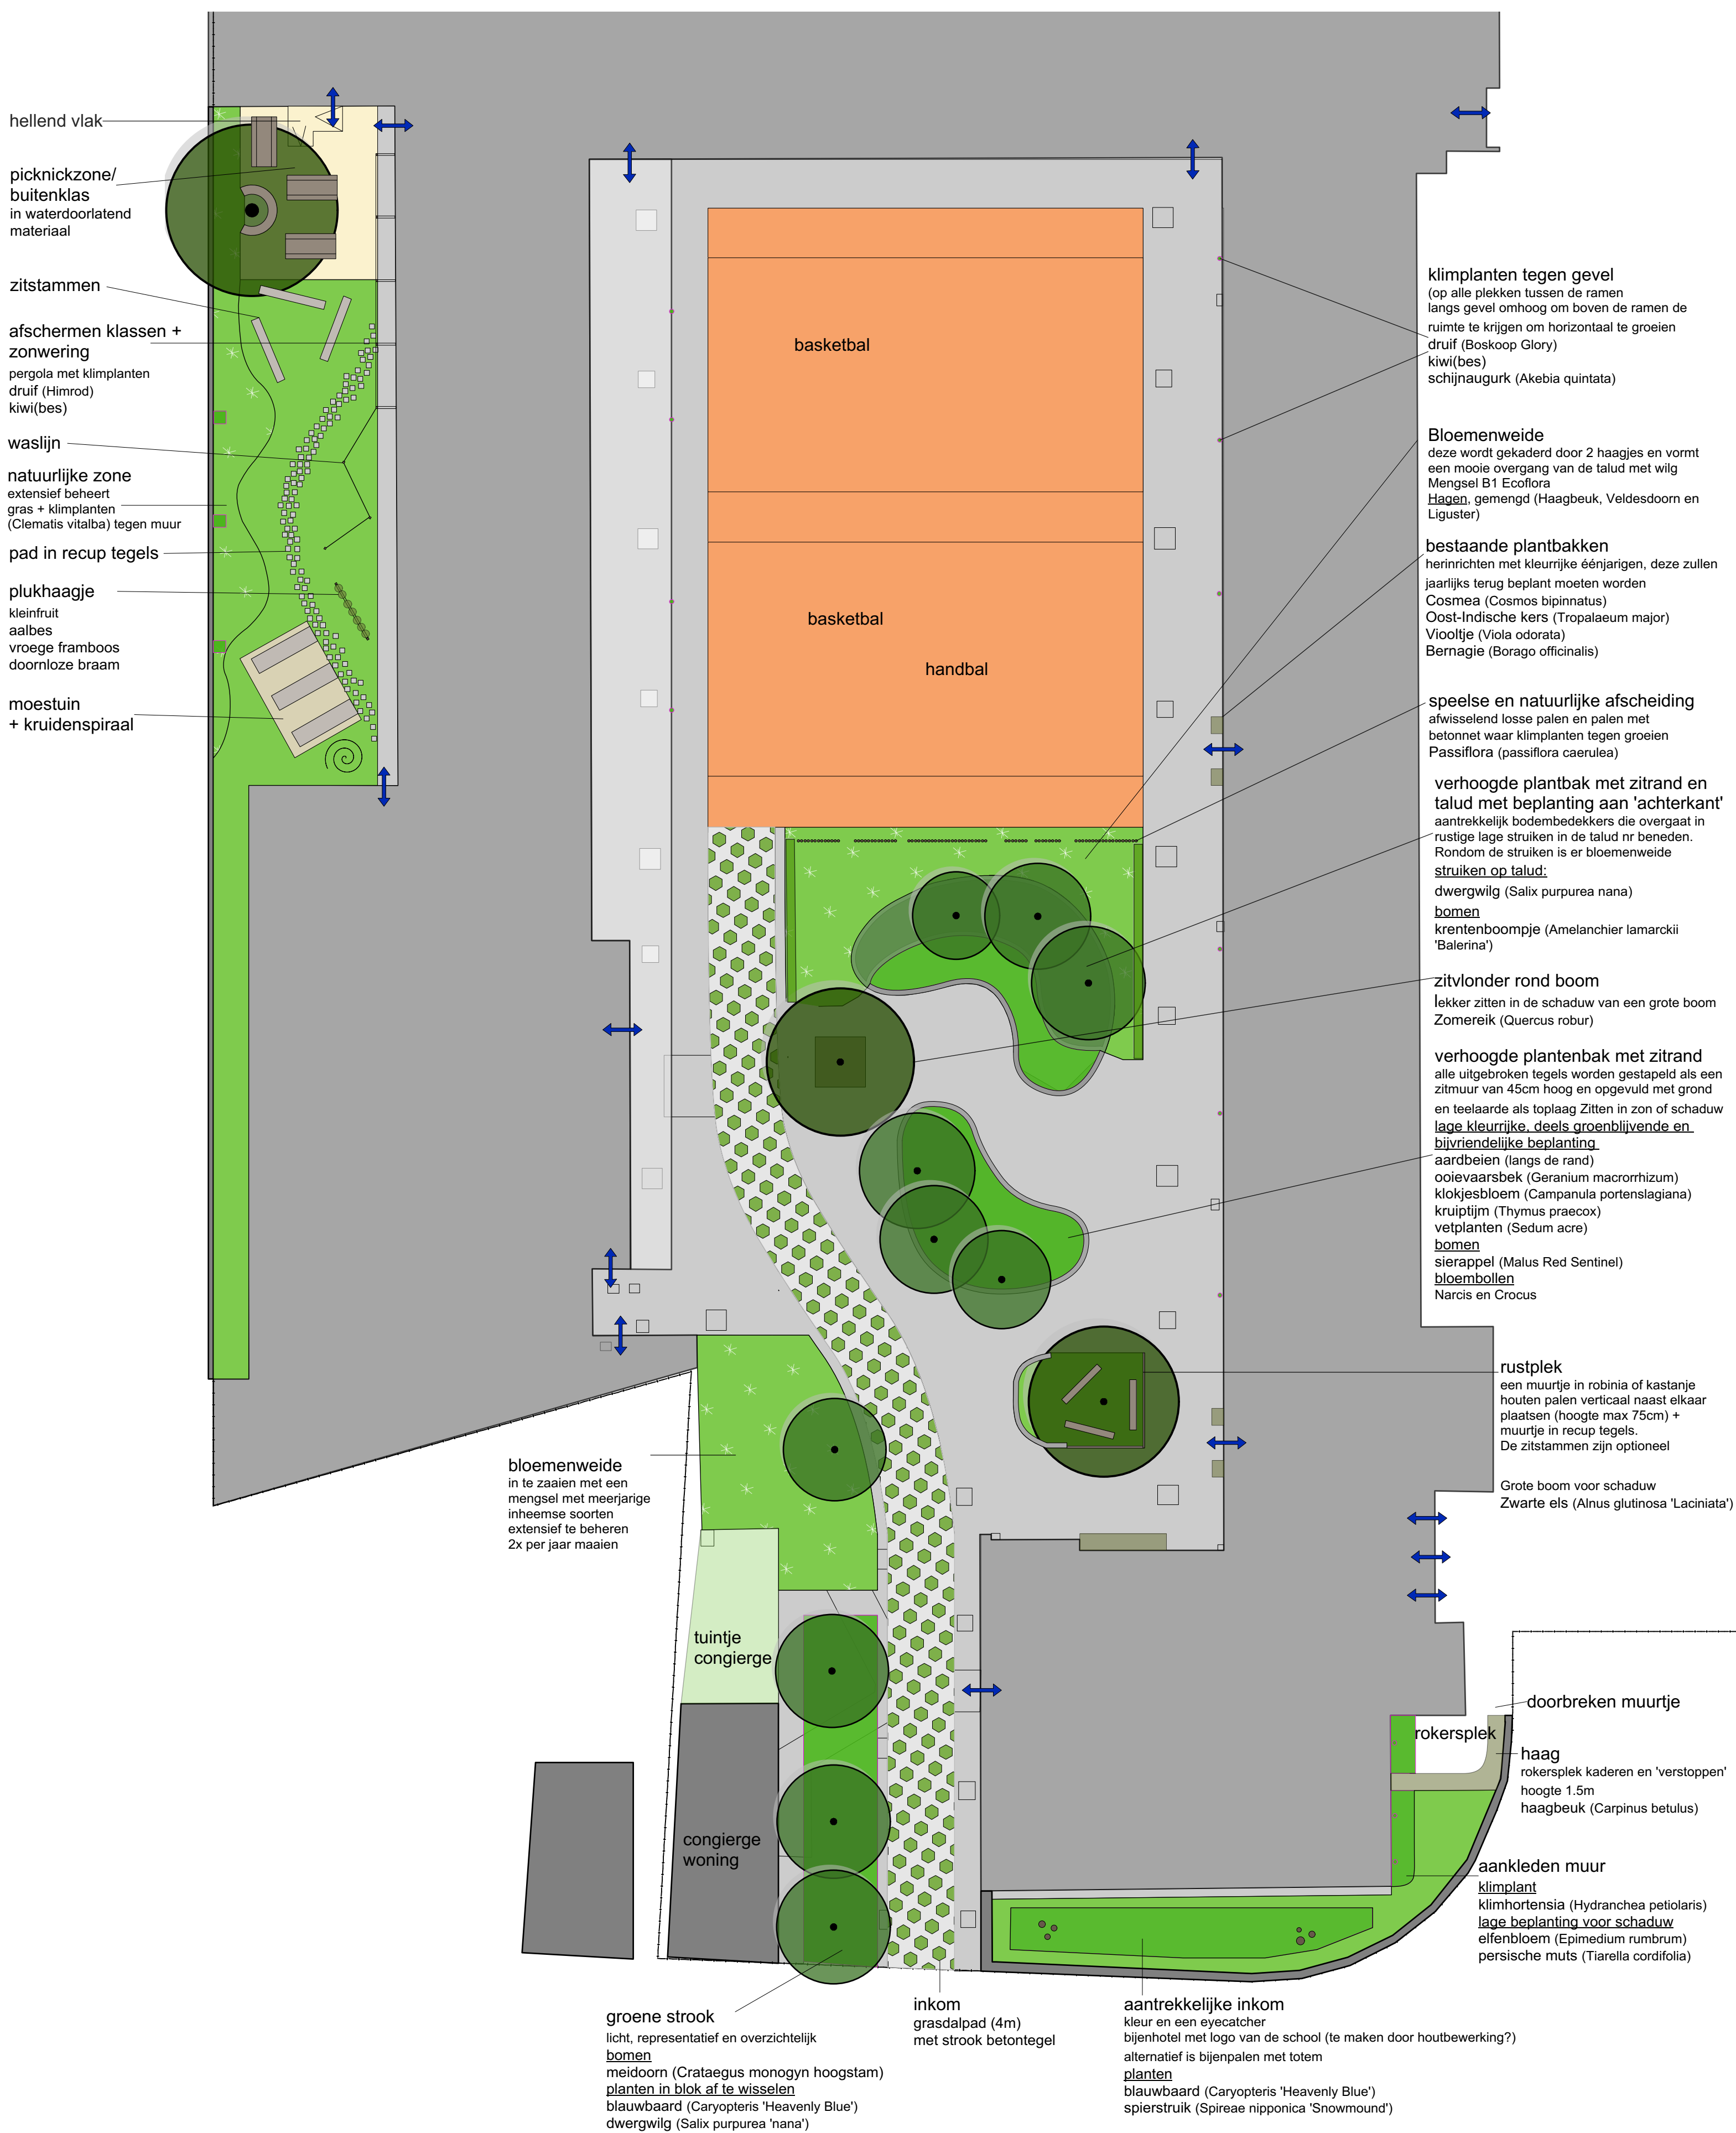 hellend vlak
picknickzone/
buitenklas
in waterdoorlatend
materiaal
zitstammen
afschermen klassen +
zonwering
pergola met klimplanten
druif (Himrod)
kiwi(bes)
waslijn
natuurlijke zone
extensief beheert
gras + klimplanten
(Clematis vitalba) tegen muur
pad in recup tegels
plukhaagje
kleinfruit
aalbes
vroege framboos
doornloze braam
moestuin
+ kruidenspiraal
basketbal
basketbal
handbal
klimplanten tegen gevel
(op alle plekken tussen de ramen
langs gevel omhoog om boven de ramen de
ruimte te krijgen om horizontaal te groeien
druif (Boskoop Glory)
kiwi(bes)
schijnaugurk (Akebia quintata)
Bloemenweide
deze wordt gekaderd door 2 haagjes en vormt
een mooie overgang van de talud met wilg
Mengsel B1 Ecoflora
Hagen, gemengd (Haagbeuk, Veldesdoorn en
Liguster)
bestaande plantbakken
herinrichten met kleurrijke éénjarigen, deze zullen
jaarlijks terug beplant moeten worden
Cosmea (Cosmos bipinnatus)
Oost-Indische kers (Tropalaeum major)
Viooltje (Viola odorata)
Bernagie (Borago officinalis)
speelse en natuurlijke afscheiding
afwisselend losse palen en palen met
betonnet waar klimplanten tegen groeien
Passiflora (passiflora caerulea)
verhoogde plantbak met zitrand en
talud met beplanting aan 'achterkant'
aantrekkelijk bodembedekkers die overgaat in
rustige lage struiken in de talud nr beneden.
Rondom de struiken is er bloemenweide
struiken op talud:
dwergwilg (Salix purpurea nana)
bomen
krentenboompje (Amelanchier lamarckii
'Balerina')
zitvlonder rond boom
lekker zitten in de schaduw van een grote boom
Zomereik (Quercus robur)
verhoogde plantenbak met zitrand
alle uitgebroken tegels worden gestapeld als een
zitmuur van 45cm hoog en opgevuld met grond
en teelaarde als toplaag Zitten in zon of schaduw
lage kleurrijke, deels groenblijvende en
bijvriendelijke beplanting
aardbeien (langs de rand)
ooievaarsbek (Geranium macrorrhizum)
klokjesbloem (Campanula portenslagiana)
kruiptijm (Thymus praecox)
vetplanten (Sedum acre)
bomen
sierappel (Malus Red Sentinel)
bloembollen
Narcis en Crocus
rustplek
een muurtje in robinia of kastanje
houten palen verticaal naast elkaar
plaatsen (hoogte max 75cm) +
muurtje in recup tegels.
De zitstammen zijn optioneel
Grote boom voor schaduw
Zwarte els (Alnus glutinosa 'Laciniata')
bloemenweide
in te zaaien met een
mengsel met meerjarige
inheemse soorten
extensief te beheren
2x per jaar maaien
tuintje
congierge
congierge
woning
doorbreken muurtje
rokersplek
haag
rokersplek kaderen en 'verstoppen'
hoogte 1.5m
haagbeuk (Carpinus betulus)
aankleden muur
klimplant
klimhortensia (Hydranchea petiolaris)
lage beplanting voor schaduw
elfenbloem (Epimedium rumbrum)
persische muts (Tiarella cordifolia)
groene strook
licht, representatief en overzichtelijk
bomen
meidoorn (Crataegus monogyn hoogstam)
planten in blok af te wisselen
blauwbaard (Caryopteris 'Heavenly Blue')
dwergwilg (Salix purpurea 'nana')
inkom
grasdalpad (4m)
met strook betontegel
aantrekkelijke inkom
kleur en een eyecatcher
bijenhotel met logo van de school (te maken door houtbewerking?)
alternatief is bijenpalen met totem
planten
blauwbaard (Caryopteris 'Heavenly Blue')
spierstruik (Spireae nipponica 'Snowmound')